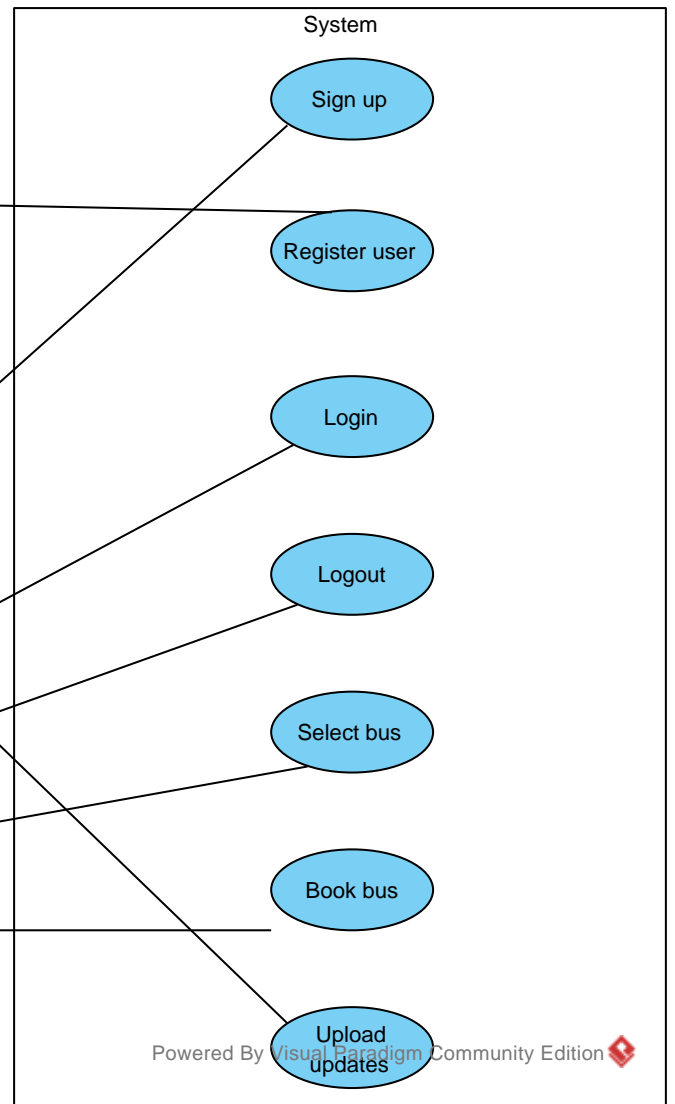 System
Sign up
Register user
Login
Logout
Select bus
Book bus
Upload
updates
Powered By Visual Paradigm Community Edition